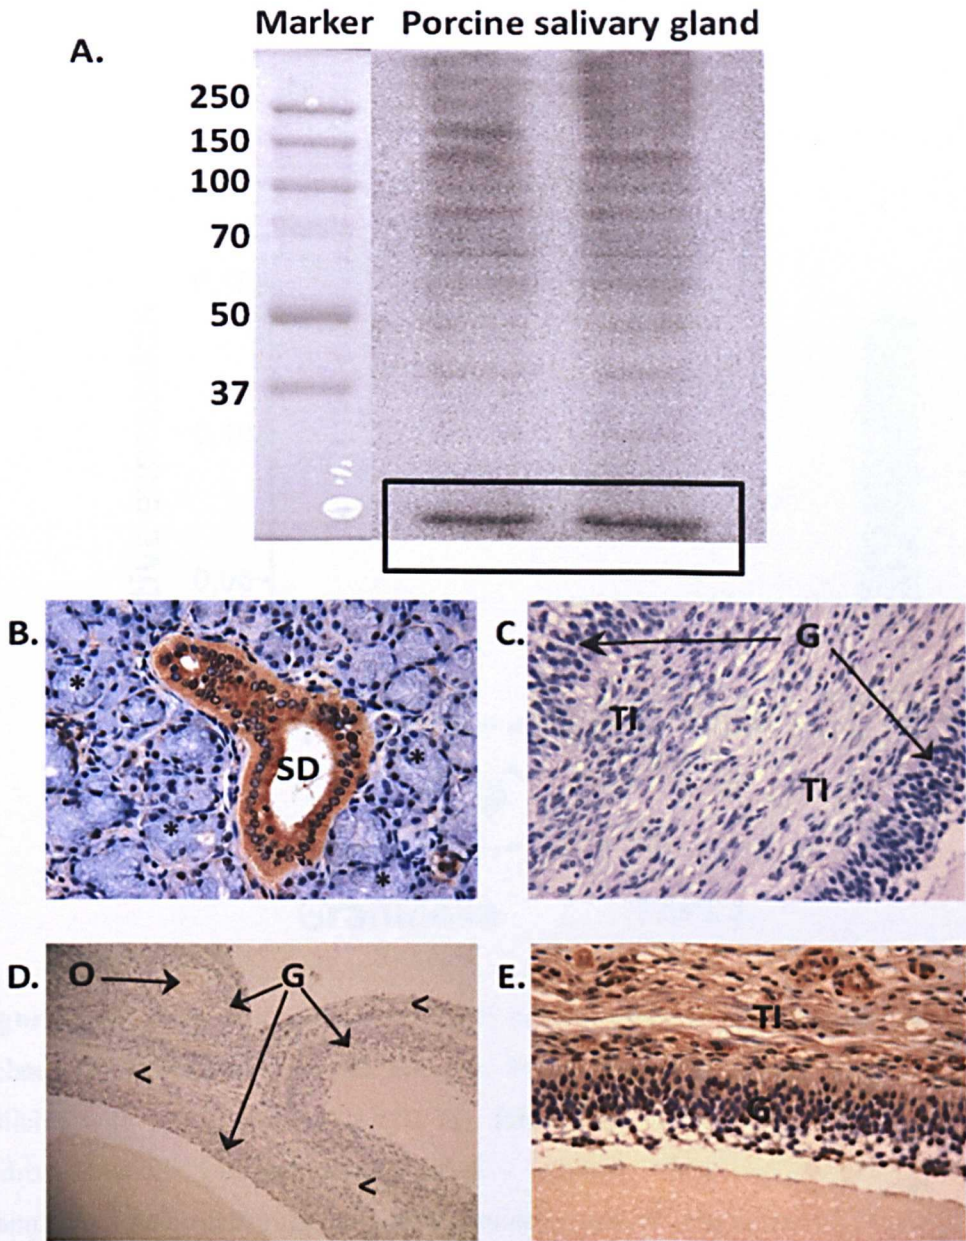 Marker Porcine salivary gland
A.
250
150
100
70
50
37
B.
SD
*
*
*
*
C.
G
TI
TI
D.
O
G
<
<
<
E.
TI
G